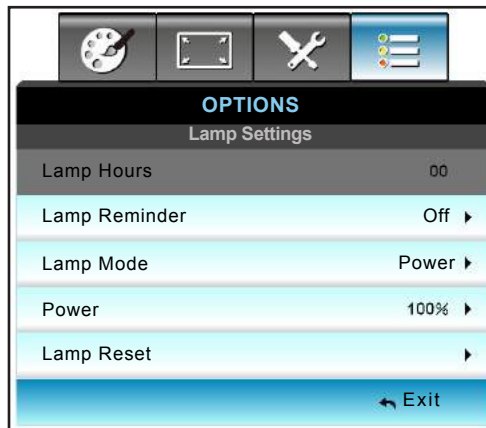 OPTIONS
Lamp Settings
Lamp Hours 00
Lamp Reminder Off
Lamp Mode Power
Power 100%
Lamp Reset
Exit